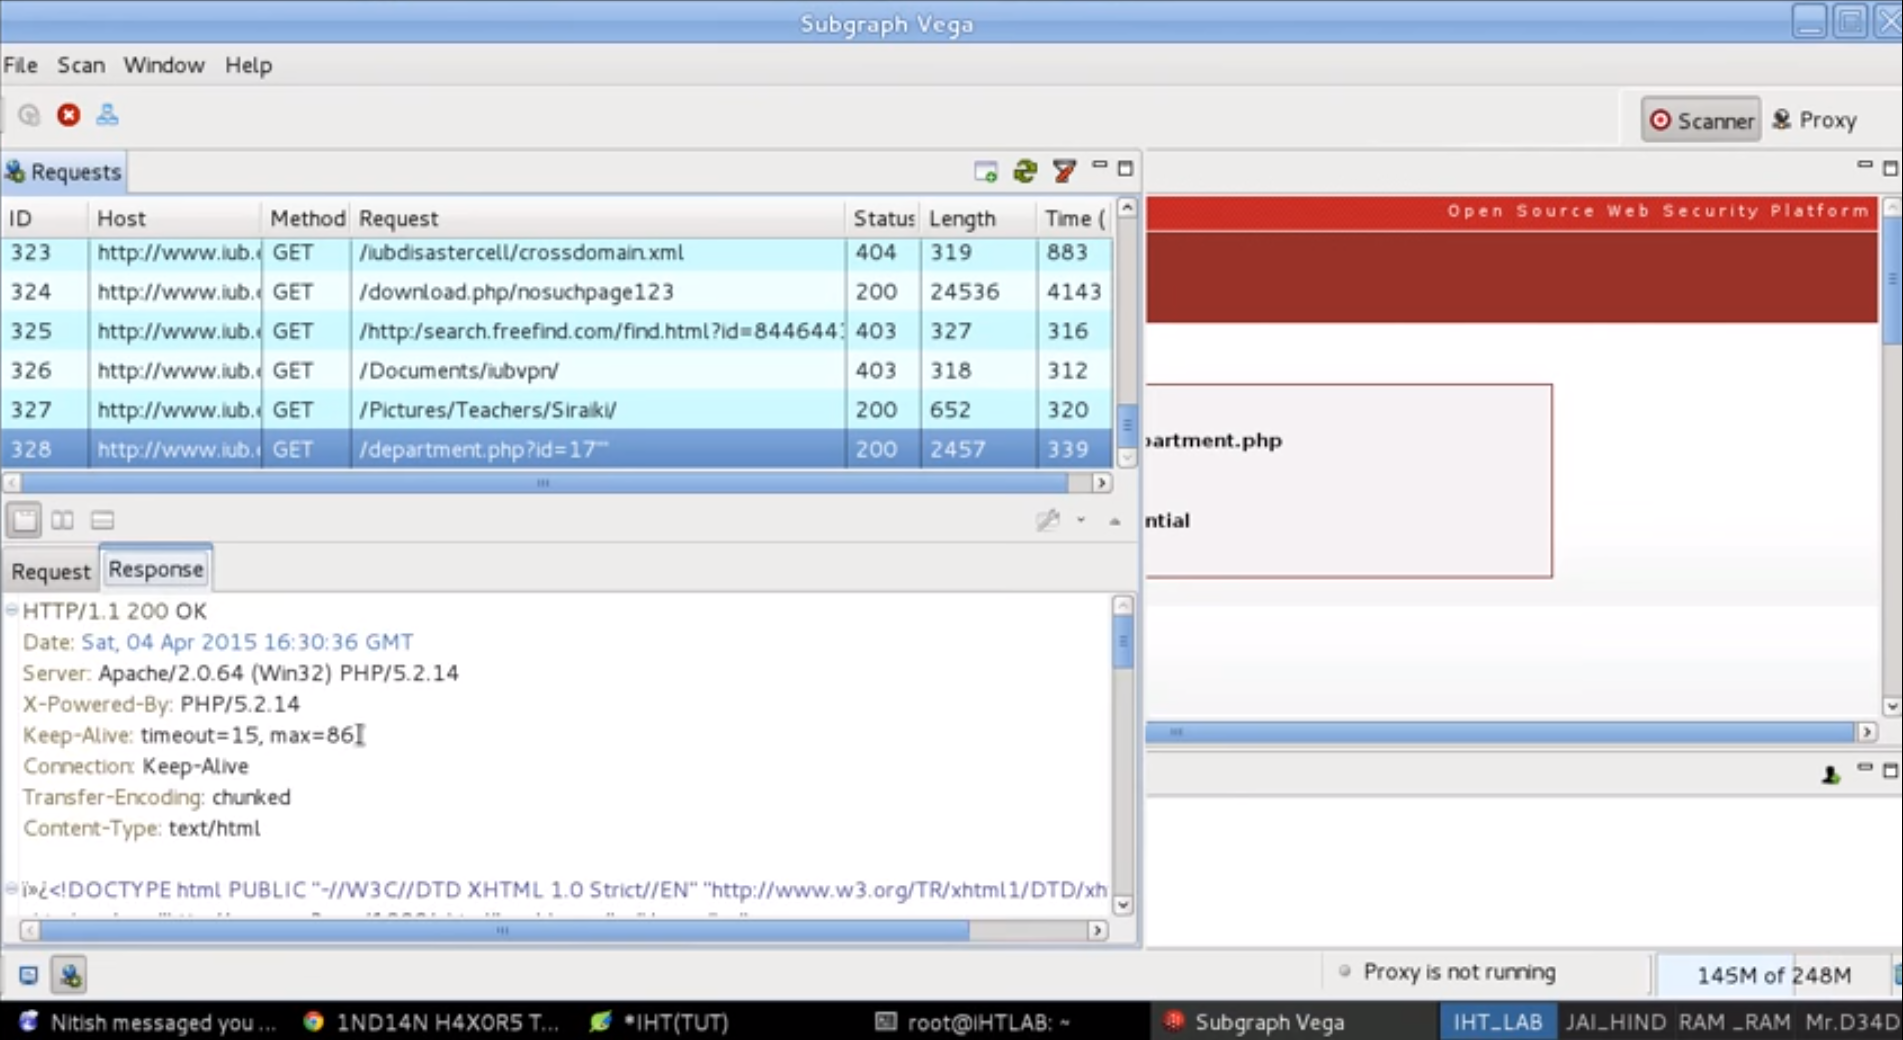 Subgraph Vega
File Scan Window Help
Scanner Proxy
Requests
ID Host Method Request Status Length Time (
323 http://www.iub.e GET /iubdisastercell/crossdomain.xml 404 319 883
324 http://www.iub.e GET /download.php/nosuchpage123 200 24536 4143
325 http://www.iub.e GET /http:/search.freefind.com/find.html?id=8446441 403 327 316
326 http://www.iub.e GET /Documents/iubvpn/ 403 318 312
327 http://www.iub.e GET /Pictures/Teachers/Siraiki/ 200 652 320
328 http://www.iub.e GET /department.php?id=17'" 200 2457 339
Request Response
HTTP/1.1 200 OK
Date: Sat, 04 Apr 2015 16:30:36 GMT
Server: Apache/2.0.64 (Win32) PHP/5.2.14
X-Powered-By: PHP/5.2.14
Keep-Alive: timeout=15, max=86
Connection: Keep-Alive
Transfer-Encoding: chunked
Content-Type: text/html
ï»¿<!DOCTYPE html PUBLIC "-//W3C//DTD XHTML 1.0 Strict//EN" "http://www.w3.org/TR/xhtml1/DTD/xh
Open Source Web Security Platform
partment.php
ntial
Proxy is not running
145M of 248M
Nitish messaged you ... 1ND14N H4X0R5 T... *IHT(TUT) root@iHTLAB: ~ Subgraph Vega IHT_LAB JAI_HIND RAM _RAM Mr.D34D